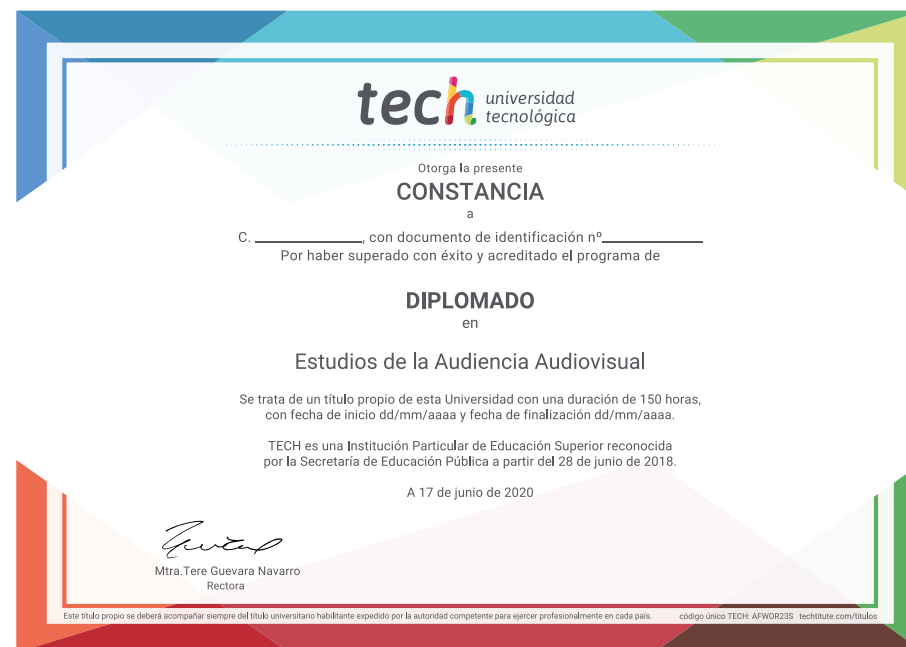 tech universidad
tecnológica
Otorga la presente
CONSTANCIA
a
C. ____________, con documento de identificación nº____________
Por haber superado con éxito y acreditado el programa de
DIPLOMADO
en
Estudios de la Audiencia Audiovisual
Se trata de un título propio de esta Universidad con una duración de 150 horas,
con fecha de inicio dd/mm/aaaa y fecha de finalización dd/mm/aaaa.
TECH es una Institución Particular de Educación Superior reconocida
por la Secretaría de Educación Pública a partir del 28 de junio de 2018.
A 17 de junio de 2020
Mtra.Tere Guevara Navarro
Rectora
Este título propio se deberá acompañar siempre del título universitario habilitante expedido por la autoridad competente para ejercer profesionalmente en cada país. código único TECH: AFWOR23S techtitute.com/titulos